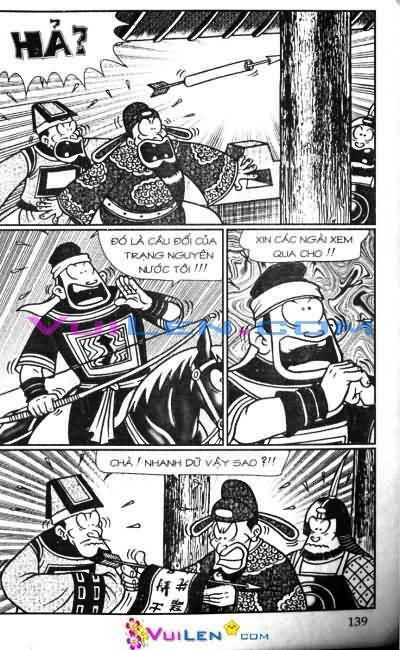 HẢ?
ĐÓ LÀ CÂU ĐỐI CỦA
TRẠNG NGUYÊN
NƯỚC TÔI !!!
XIN CÁC NGÀI XEM
QUA CHO !!
VUILEN.COM
CHÀ ! NHANH DỮ VẬY SAO ?!!
139
VUILEN.COM